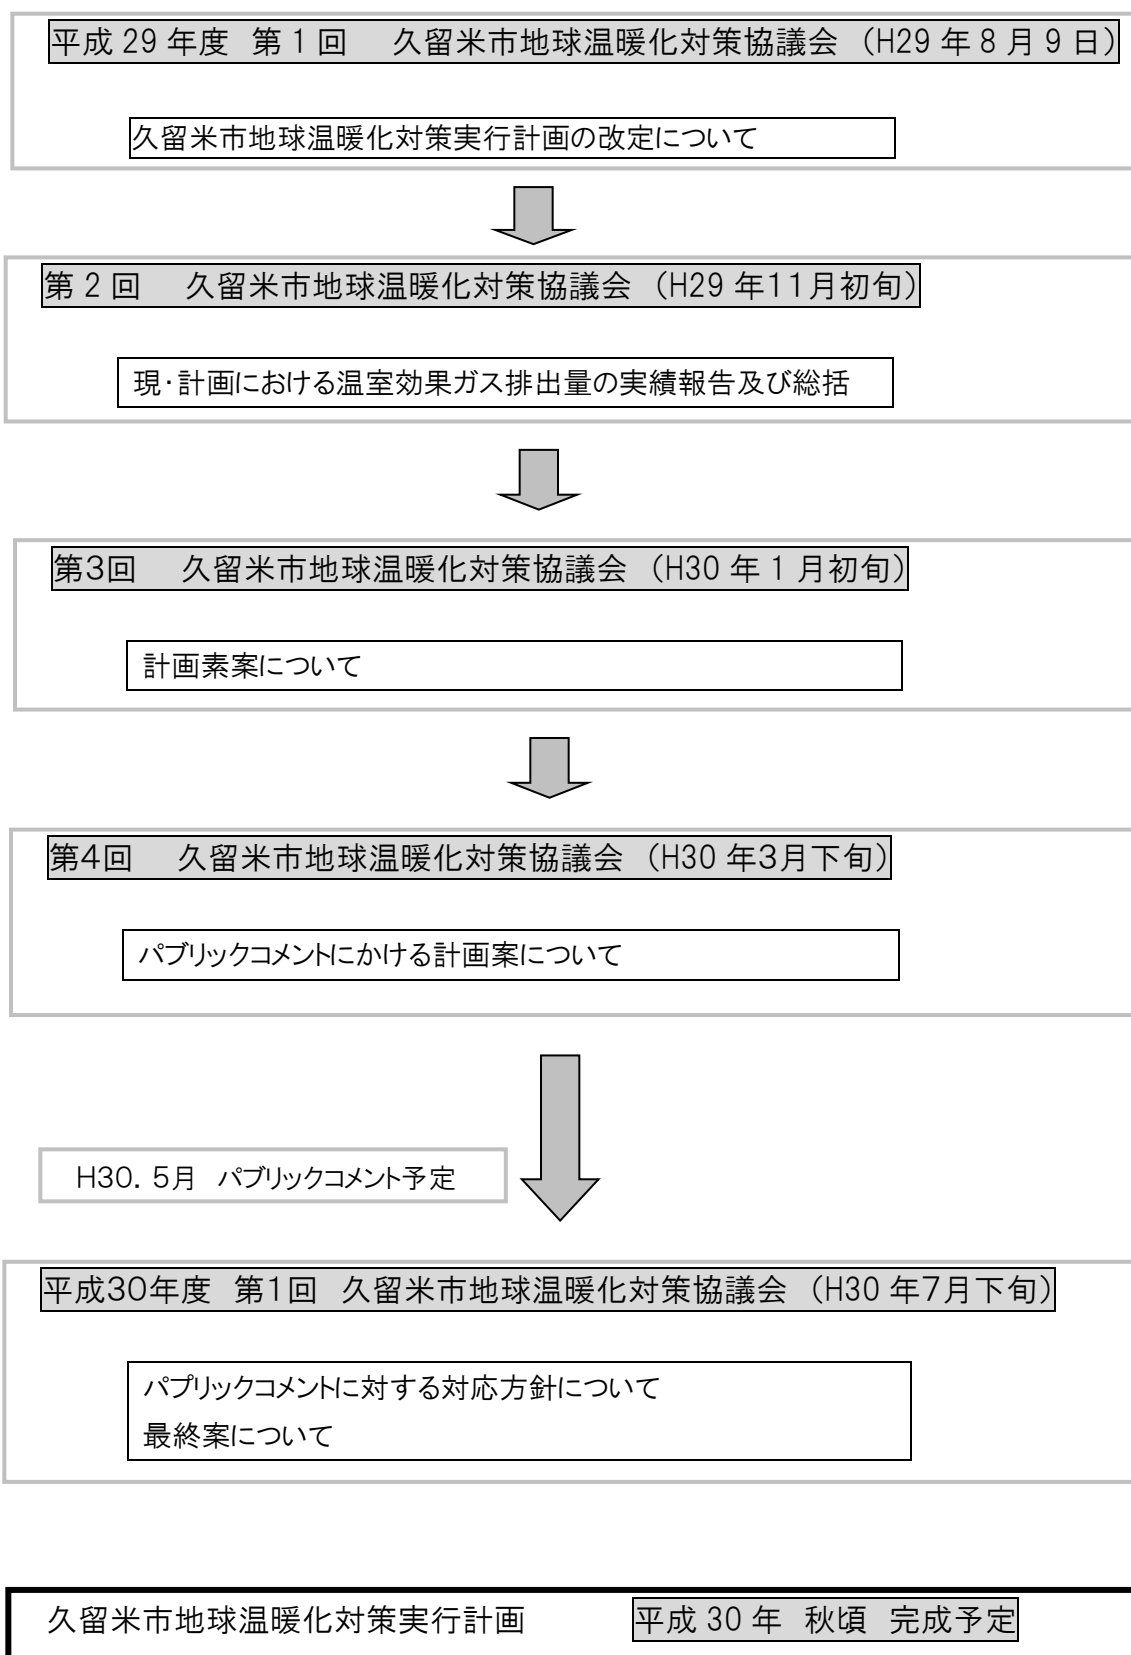 平成 29 年度 第 1 回 久留米市地球温暖化対策協議会 （H29 年 8 月 9 日）
久留米市地球温暖化対策実行計画の改定について
第 2 回 久留米市地球温暖化対策協議会 （H29 年11月初旬）
現・計画における温室効果ガス排出量の実績報告及び総括
第3回 久留米市地球温暖化対策協議会 （H30 年 1 月初旬）
計画素案について
第4回 久留米市地球温暖化対策協議会 （H30 年3月下旬）
パブリックコメントにかける計画案について
H30．5月 パブリックコメント予定
平成30年度 第1回 久留米市地球温暖化対策協議会 （H30 年7月下旬）
パプリックコメントに対する対応方針について
最終案について
久留米市地球温暖化対策実行計画 平成 30 年 秋頃 完成予定